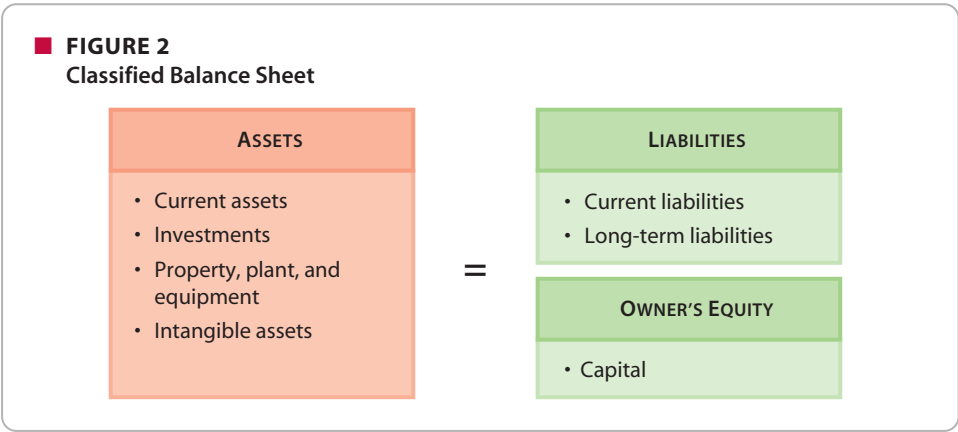 FIGURE 2
Classified Balance Sheet
ASSETS
• Current assets
• Investments
• Property, plant, and
equipment
• Intangible assets
=
LIABILITIES
• Current liabilities
• Long-term liabilities
OWNER'S EQUITY
• Capital